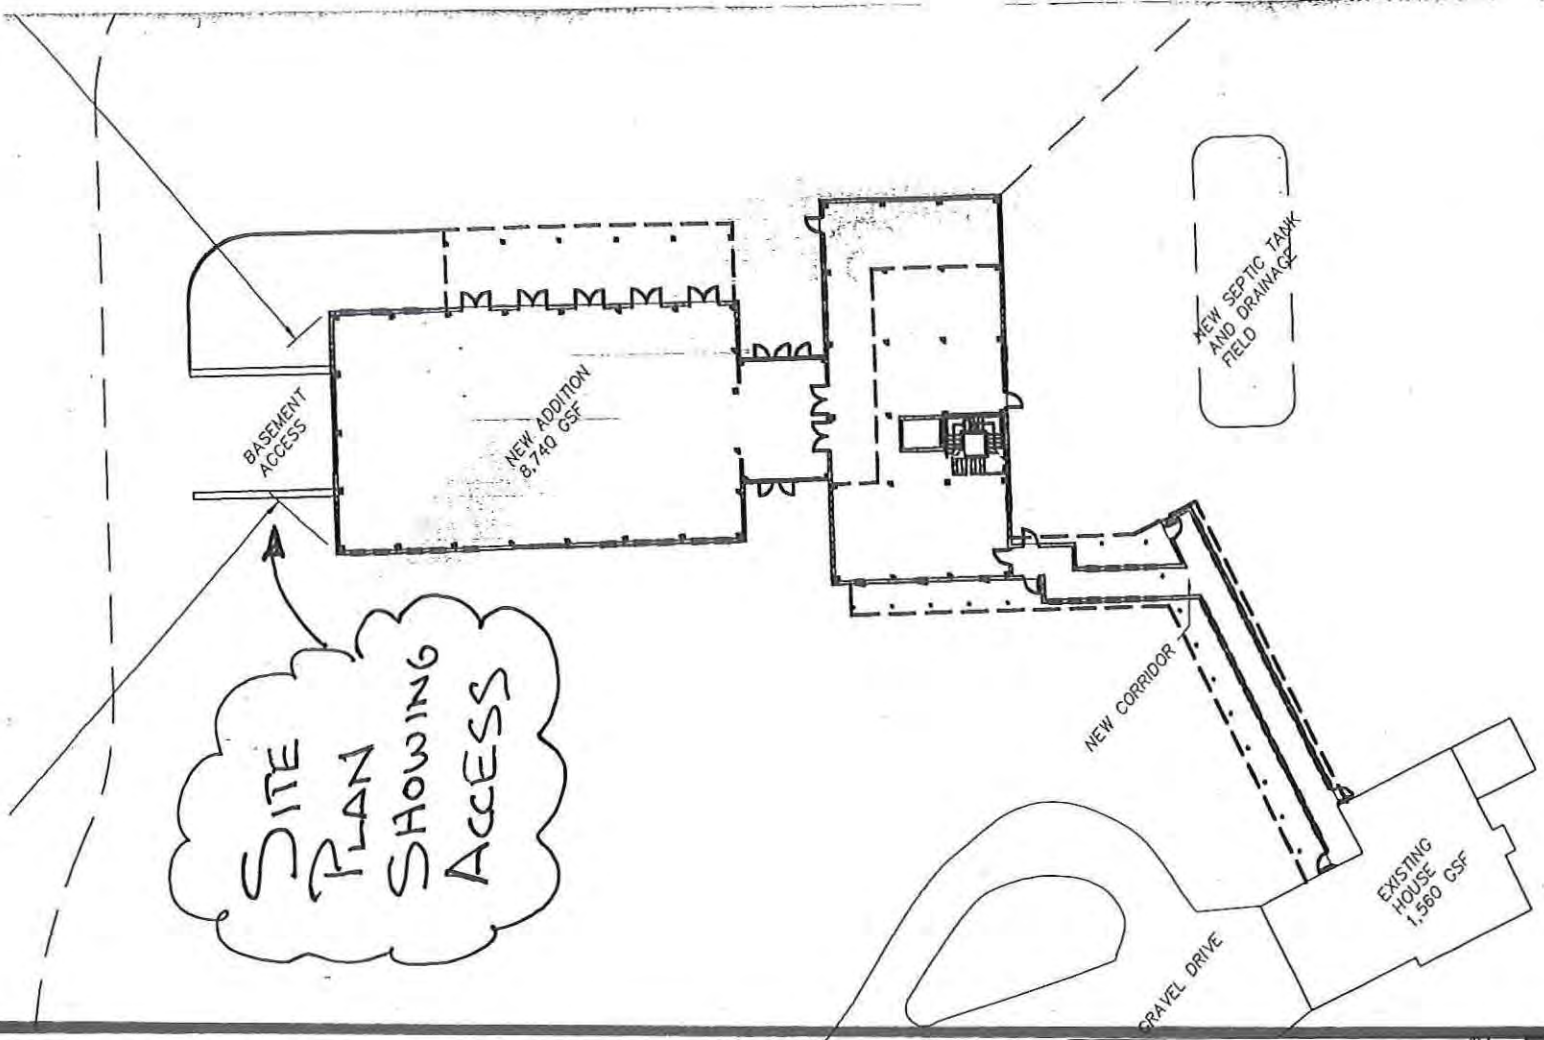 NEW SEPTIC TANK
AND DRAINAGE
FIELD
BASEMENT
ACCESS
NEW ADDITION
8,740 GSF
SITE
PLAN
SHOWING
ACCESS
NEW CORRIDOR
EXISTING
HOUSE
1,560 GSF
GRAVEL DRIVE